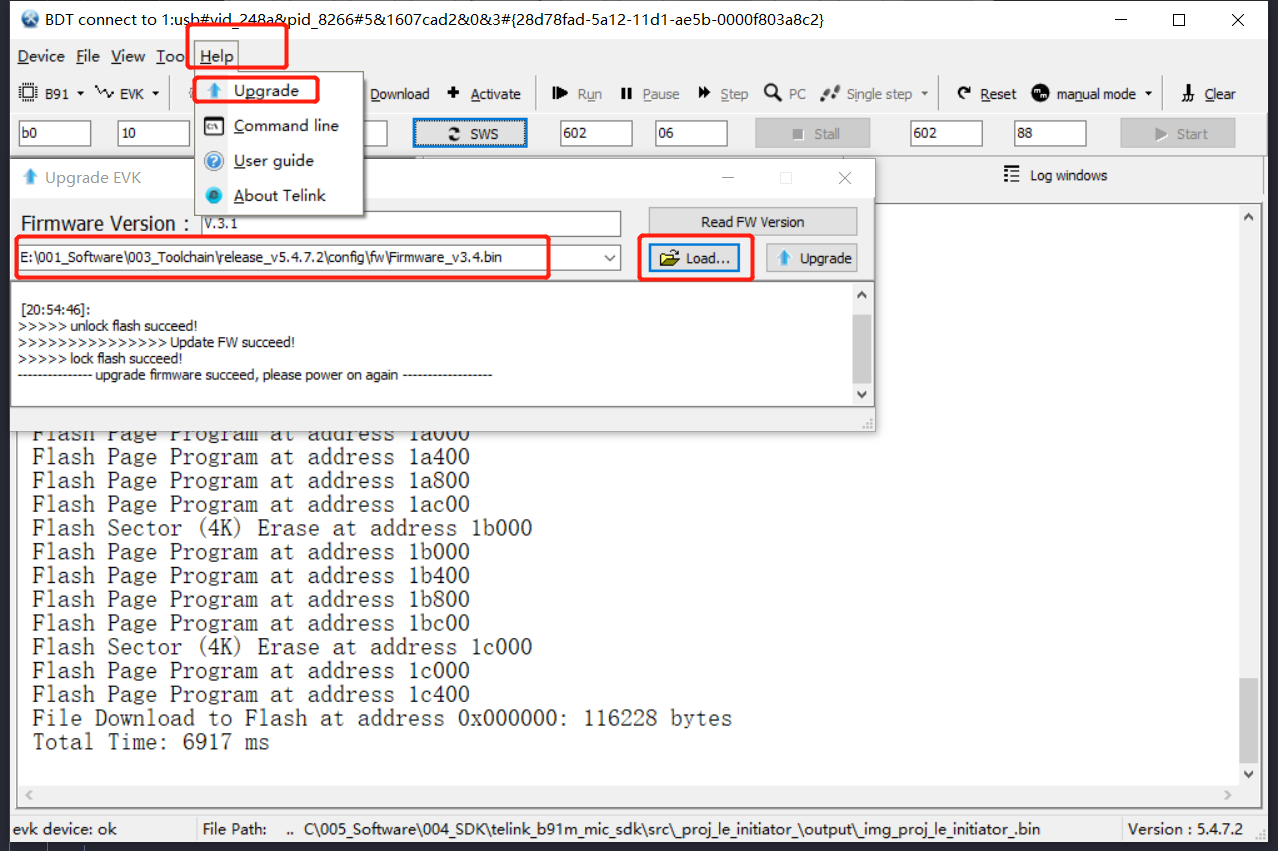 BDT connect to 1:usb#vid_248a&pid_8266#5&1607cad2&0&3#{28d78fad-5a12-11d1-ae5b-0000f803a8c2}
Device File View Too Help
B91 EVK Download Activate Run Pause Step PC Single step Reset manual mode Clear
Upgrade
Command line
User guide
About Telink
b0 10 SWS 602 06 Stall 602 88 Start
Upgrade EVK
Log windows
Firmware Version : V.3.1 Read FW Version
E:\001_Software\003_Toolchain\release_v5.4.7.2\config\fw\Firmware_v3.4.bin Load... Upgrade
[20:54:46]:
>>>>> unlock flash succeed!
>>>>>>>>>>>>>>> Update FW succeed!
>>>>> lock flash succeed!
--------------- upgrade firmware succeed, please power on again ------------------
Flash Page Program at address 1a000
Flash Page Program at address 1a400
Flash Page Program at address 1a800
Flash Page Program at address 1ac00
Flash Sector (4K) Erase at address 1b000
Flash Page Program at address 1b000
Flash Page Program at address 1b400
Flash Page Program at address 1b800
Flash Page Program at address 1bc00
Flash Sector (4K) Erase at address 1c000
Flash Page Program at address 1c000
Flash Page Program at address 1c400
File Download to Flash at address 0x000000: 116228 bytes
Total Time: 6917 ms
evk device: ok File Path: .. C\005_Software\004_SDK\telink_b91m_mic_sdk\src\_proj_le_initiator_\output\_img_proj_le_initiator_.bin Version : 5.4.7.2